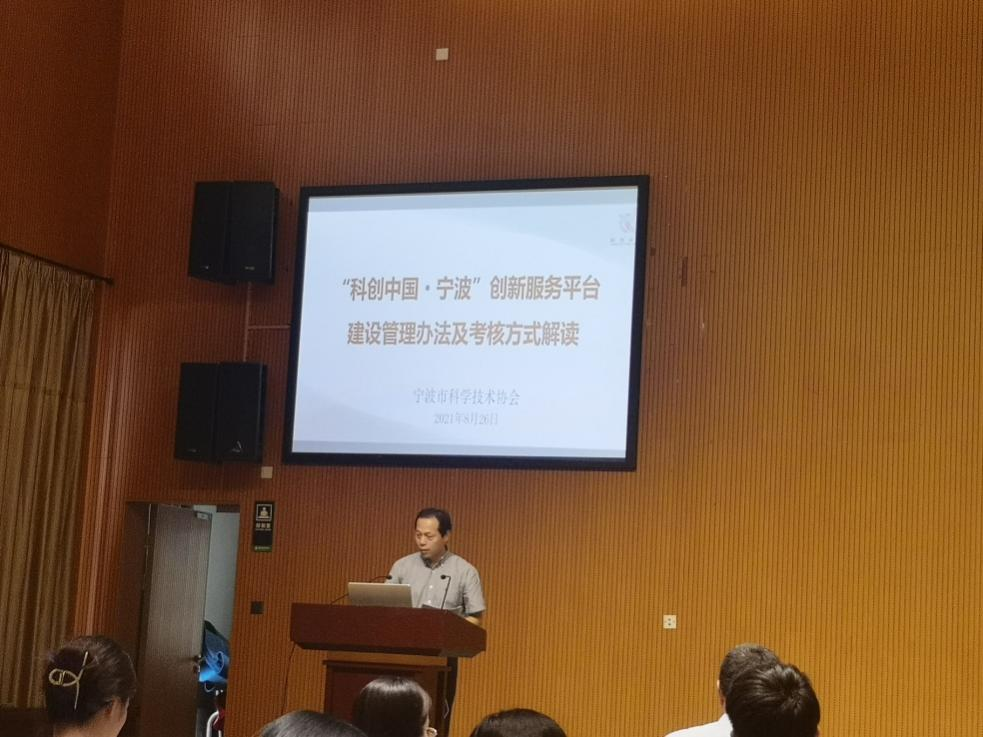 “科创中国·宁波”创新服务平台
建设管理办法及考核方式解读
宁波市科学技术协会
2021年8月26日